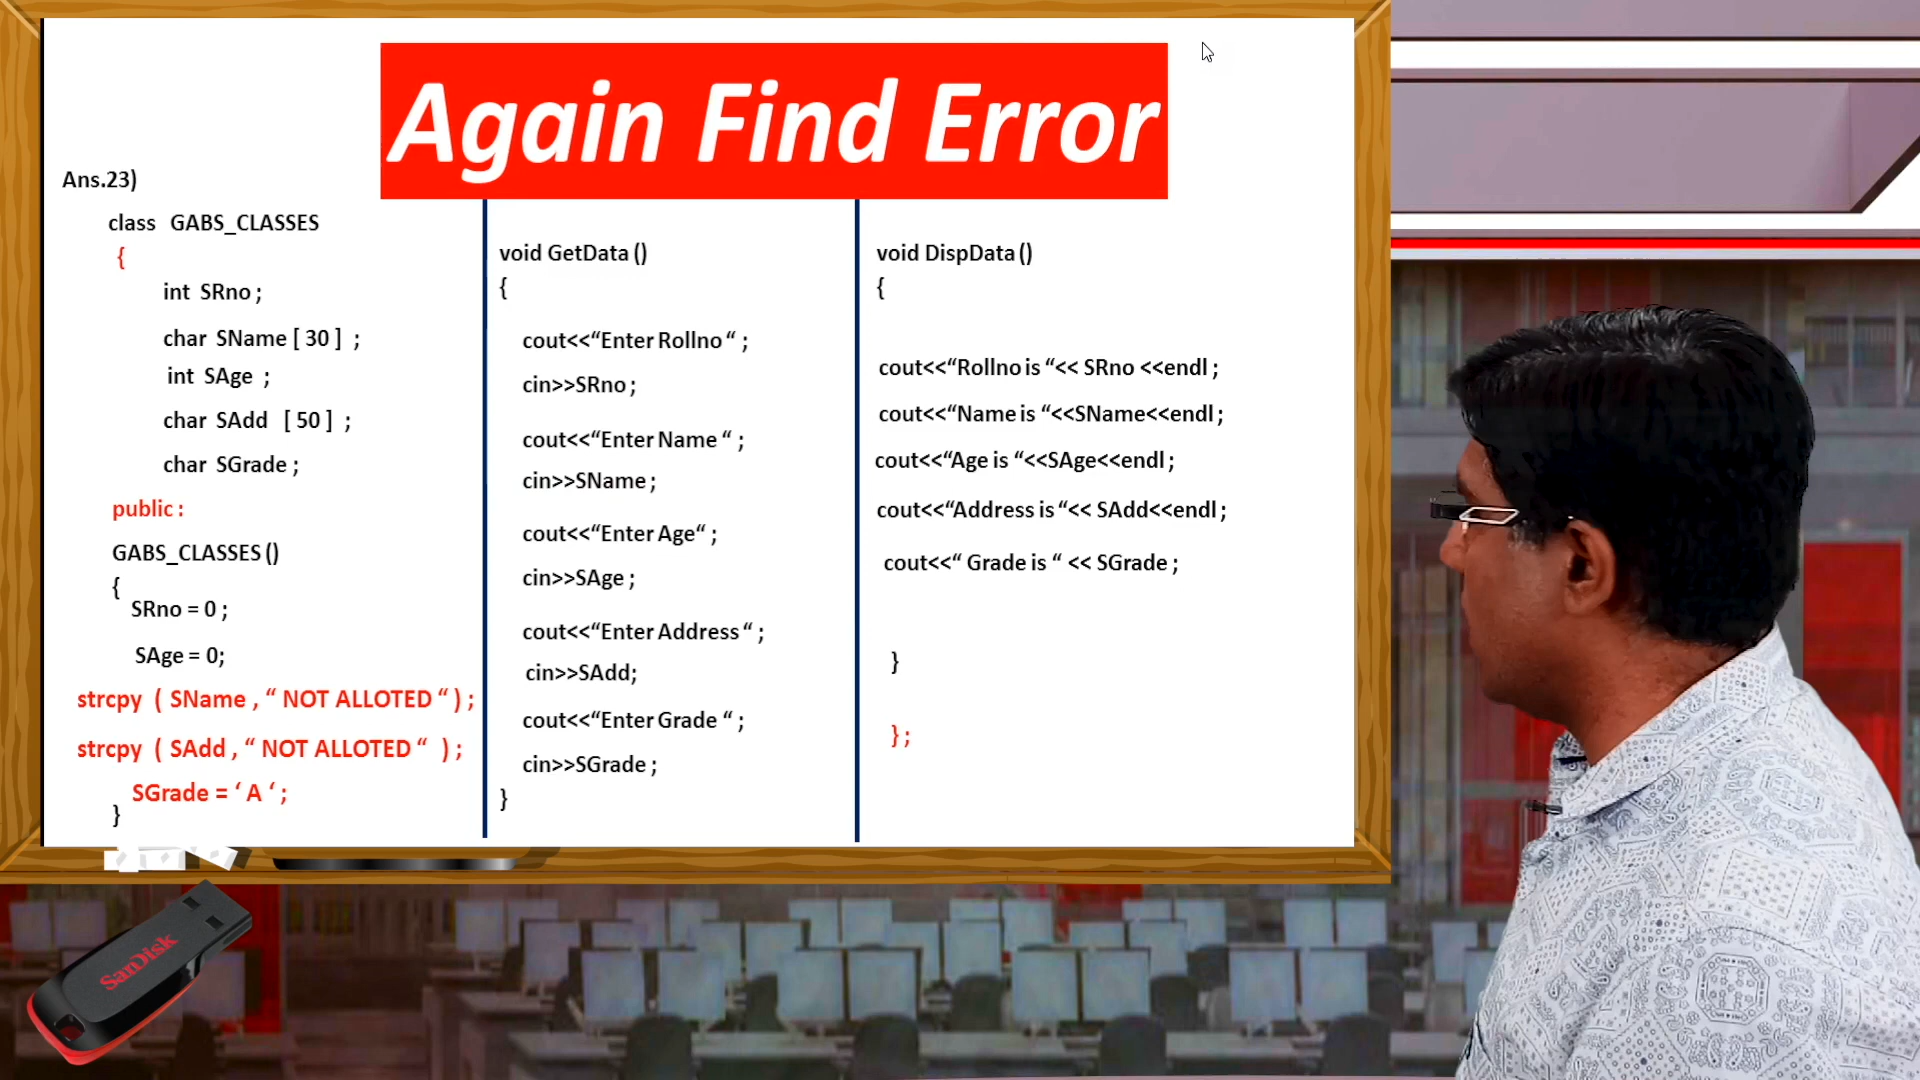 Again Find Error
Ans.23)
class GABS_CLASSES
{
int SRno ;
char SName [ 30 ] ;
int SAge ;
char SAdd [ 50 ] ;
char SGrade ;
public :
GABS_CLASSES ()
{
SRno = 0 ;
SAge = 0;
strcpy ( SName , “ NOT ALLOTED “ ) ;
strcpy ( SAdd , “ NOT ALLOTED “ ) ;
SGrade = ‘ A ‘ ;
}
void GetData ()
{
cout<<“Enter Rollno “ ;
cin>>SRno ;
cout<<“Enter Name “ ;
cin>>SName ;
cout<<“Enter Age“ ;
cin>>SAge ;
cout<<“Enter Address “ ;
cin>>SAdd;
cout<<“Enter Grade “ ;
cin>>SGrade ;
}
void DispData ()
{
cout<<“Rollno is “<< SRno <<endl ;
cout<<“Name is “<<SName<<endl ;
cout<<“Age is “<<SAge<<endl ;
cout<<“Address is “<< SAdd<<endl ;
cout<<“ Grade is “ << SGrade ;
}
} ;
SanDisk